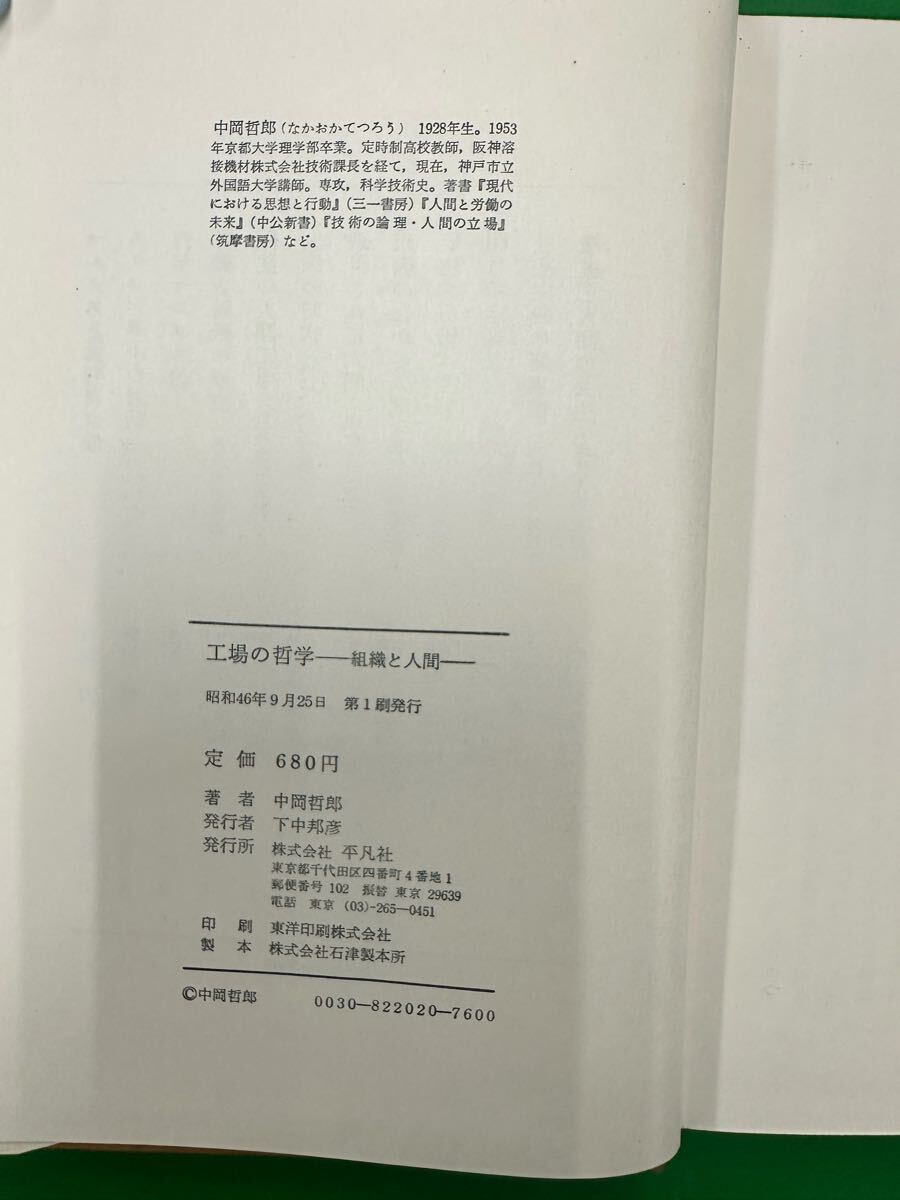 中岡哲郎(なかおかてつろう) 1928年生。1953
年京都大学理学部卒業。定時制高校教師，阪神溶
接機材株式会社技術課長を経て，現在，神戸市立
外国語大学講師。専攻，科学技術史。著書『現代
における思想と行動』(三一書房)『人間と労働の
未来』(中公新書)『技術の論理・人間の立場』
(筑摩書房)など。
工場の哲学――組織と人間――
昭和46年9月25日 第1刷発行
定価 680円
著者 中岡哲郎
発行者 下中邦彦
発行所 株式会社 平凡社
東京都千代田区四番町4番地1
郵便番号 102 振替 東京 29639
電話 東京 (03)-265―0451
印刷 東洋印刷株式会社
製本 株式会社石津製本所
©中岡哲郎 0030―822020―7600